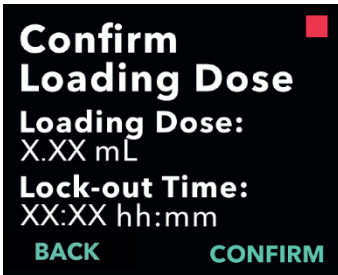 Confirm
Loading Dose
Loading Dose:
X.XX mL
Lock-out Time:
XX:XX hh:mm
BACK CONFIRM